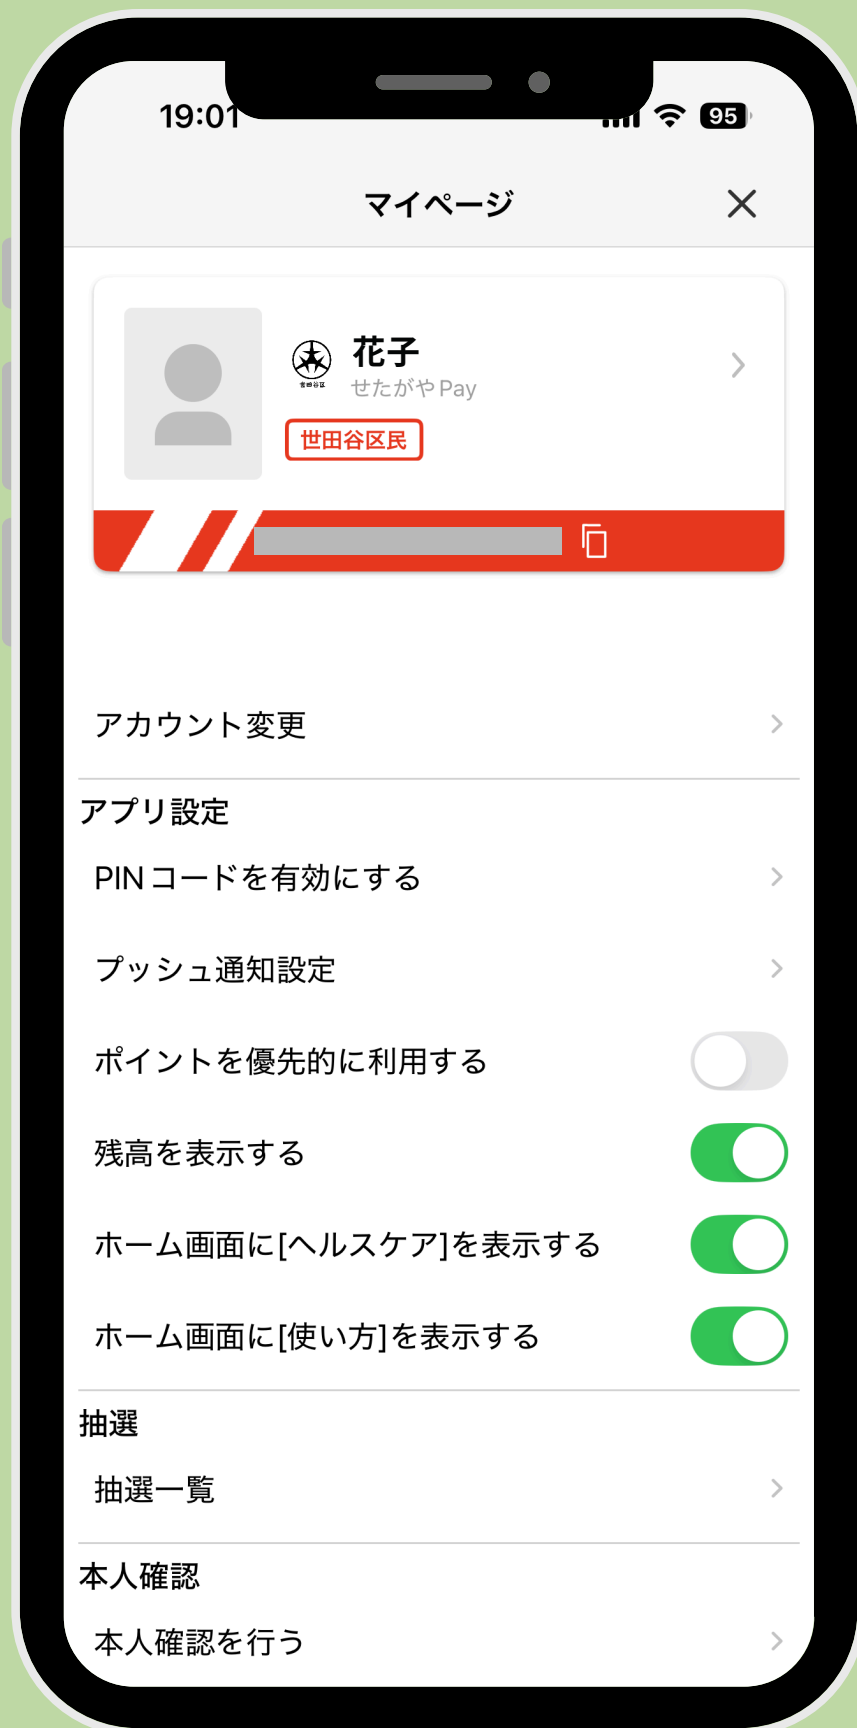 19:01
95
マイページ
花子
世田谷区
せたがやPay
世田谷区民
アカウント変更
アプリ設定
PINコードを有効にする
プッシュ通知設定
ポイントを優先的に利用する
残高を表示する
ホーム画面に[ヘルスケア]を表示する
ホーム画面に[使い方]を表示する
抽選
抽選一覧
本人確認
本人確認を行う